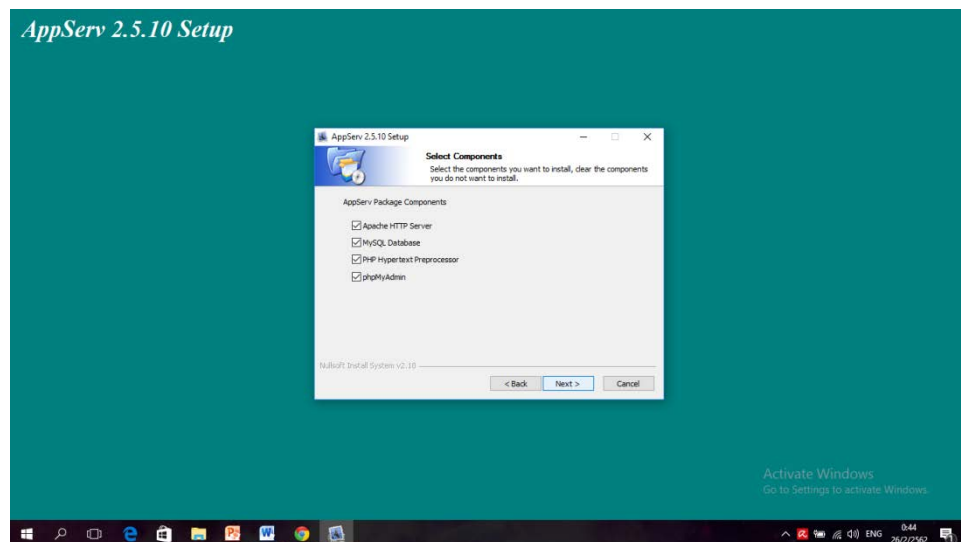 AppServ 2.5.10 Setup
AppServ 2.5.10 Setup
Select Components
Select the components you want to install, clear the components
you do not want to install.
AppServ Package Components
Apache HTTP Server
MySQL Database
PHP Hypertext Preprocessor
phpMyAdmin
Nullsoft Install System v2.10
< Back
Next >
Cancel
Activate Windows
Go to Settings to activate Windows.
ENG
0:44
26/2/2562